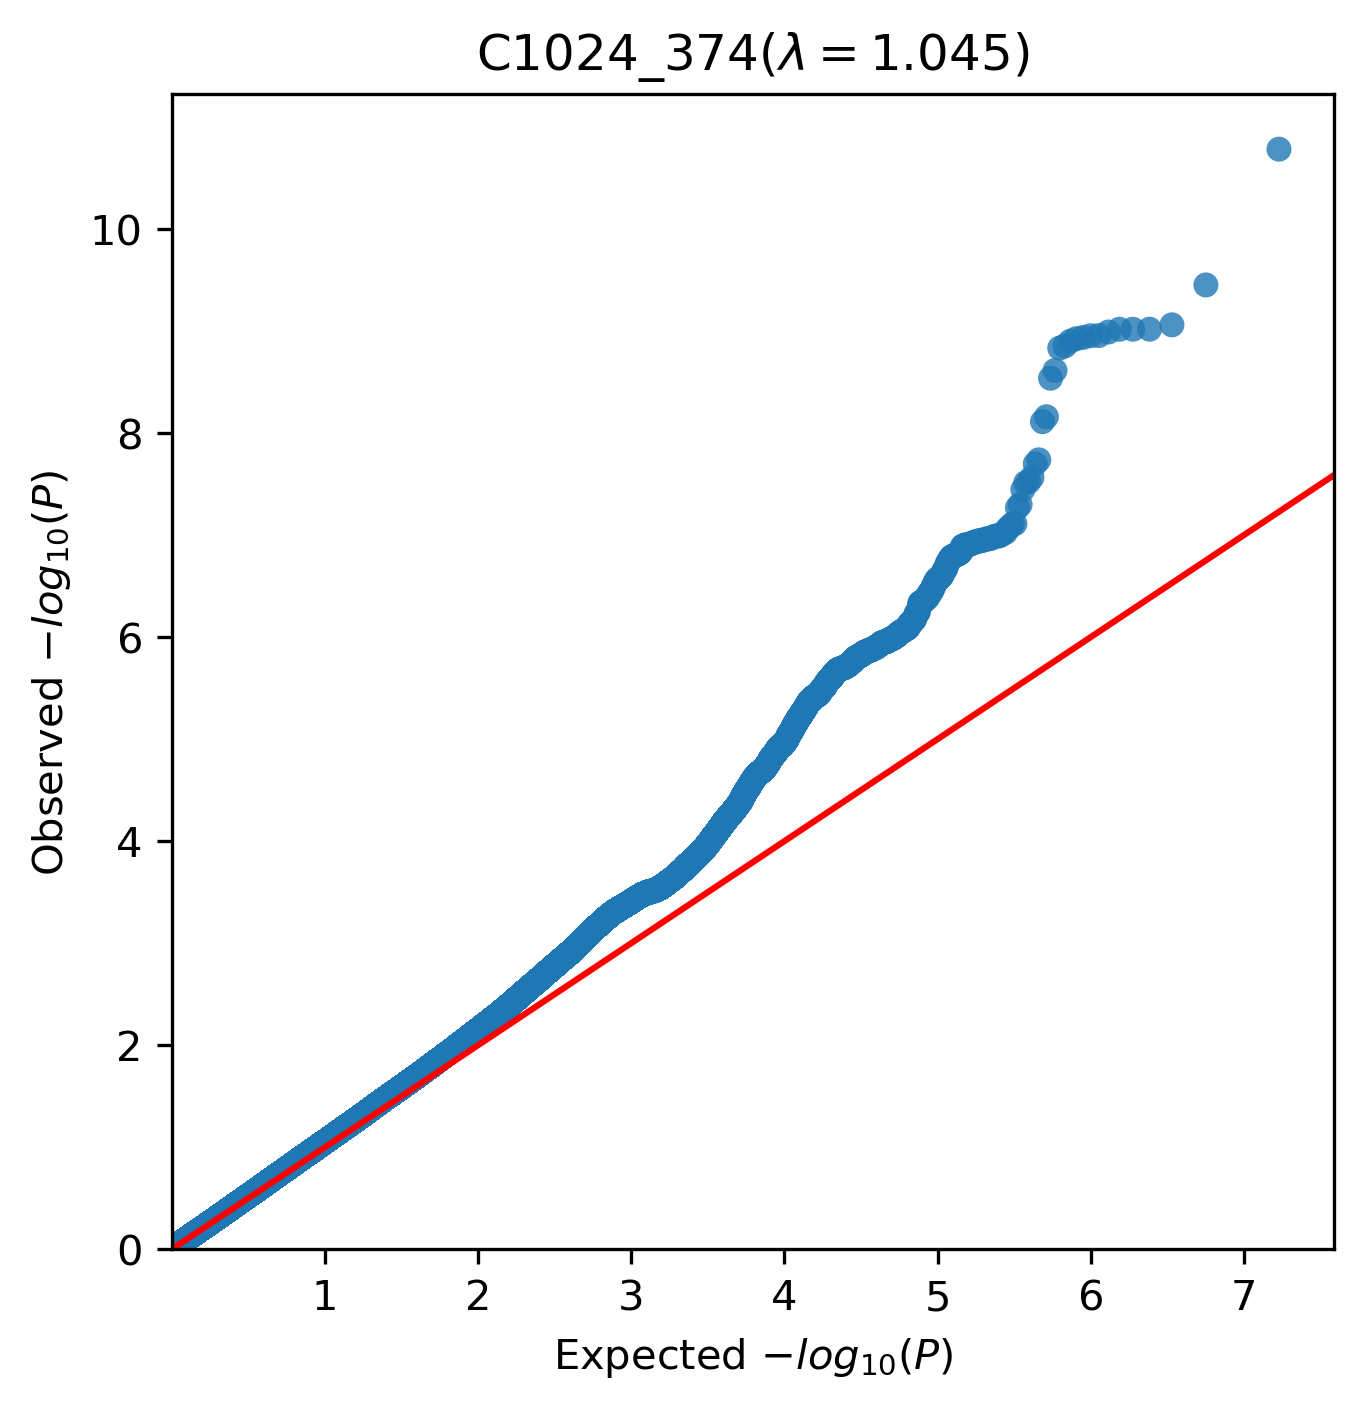 C1024_374(λ = 1.045)
10
8
6
4
2
0
Observed −log₁₀(P)
1 2 3 4 5 6 7
Expected −log₁₀(P)